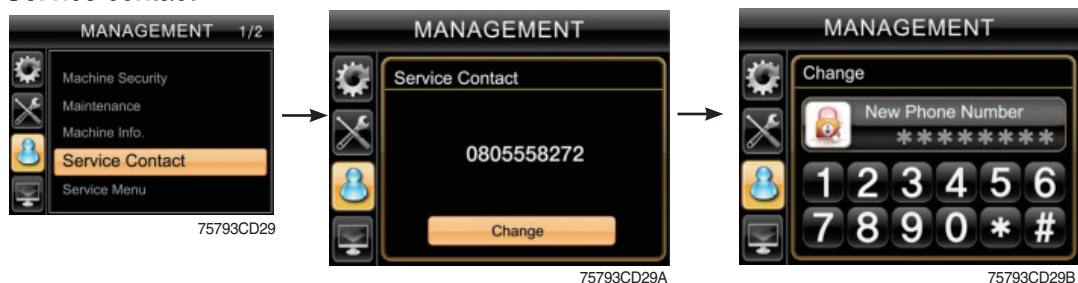 Service contact
MANAGEMENT 1/2
Machine Security
Maintenance
Machine Info.
Service Contact
Service Menu
75793CD29
MANAGEMENT
Service Contact
0805558272
Change
75793CD29A
MANAGEMENT
Change
New Phone Number
********
1 2 3 4 5 6
7 8 9 0 * #
75793CD29B